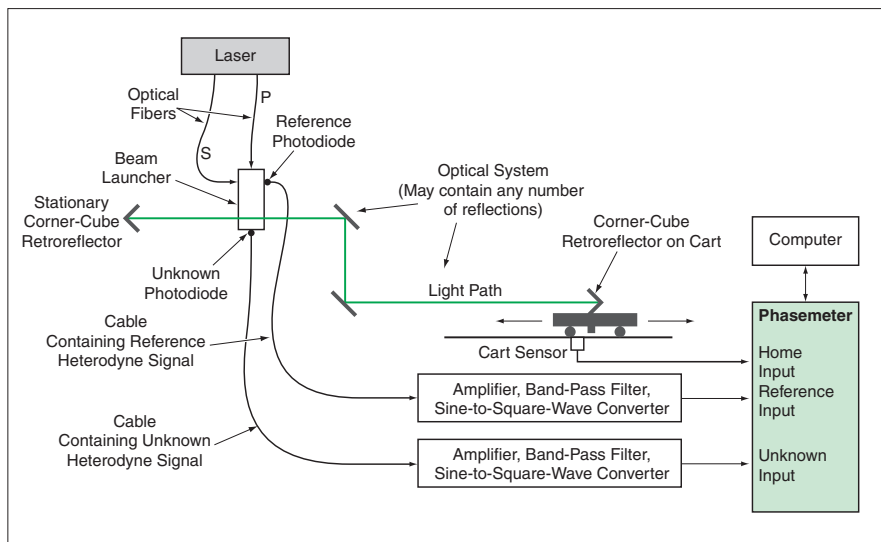 Laser
Optical
Fibers
P
S
Reference
Photodiode
Beam
Launcher
Stationary
Corner-Cube
Retroreflector
Optical System
(May contain any number
of reflections)
Corner-Cube
Retroreflector on Cart
Computer
Unknown
Photodiode
Light Path
Cable
Containing Reference
Heterodyne Signal
Cart Sensor
Phasemeter
Home
Input
Reference
Input
Unknown
Input
Amplifier, Band-Pass Filter,
Sine-to-Square-Wave Converter
Cable
Containing Unknown
Heterodyne Signal
Amplifier, Band-Pass Filter,
Sine-to-Square-Wave Converter